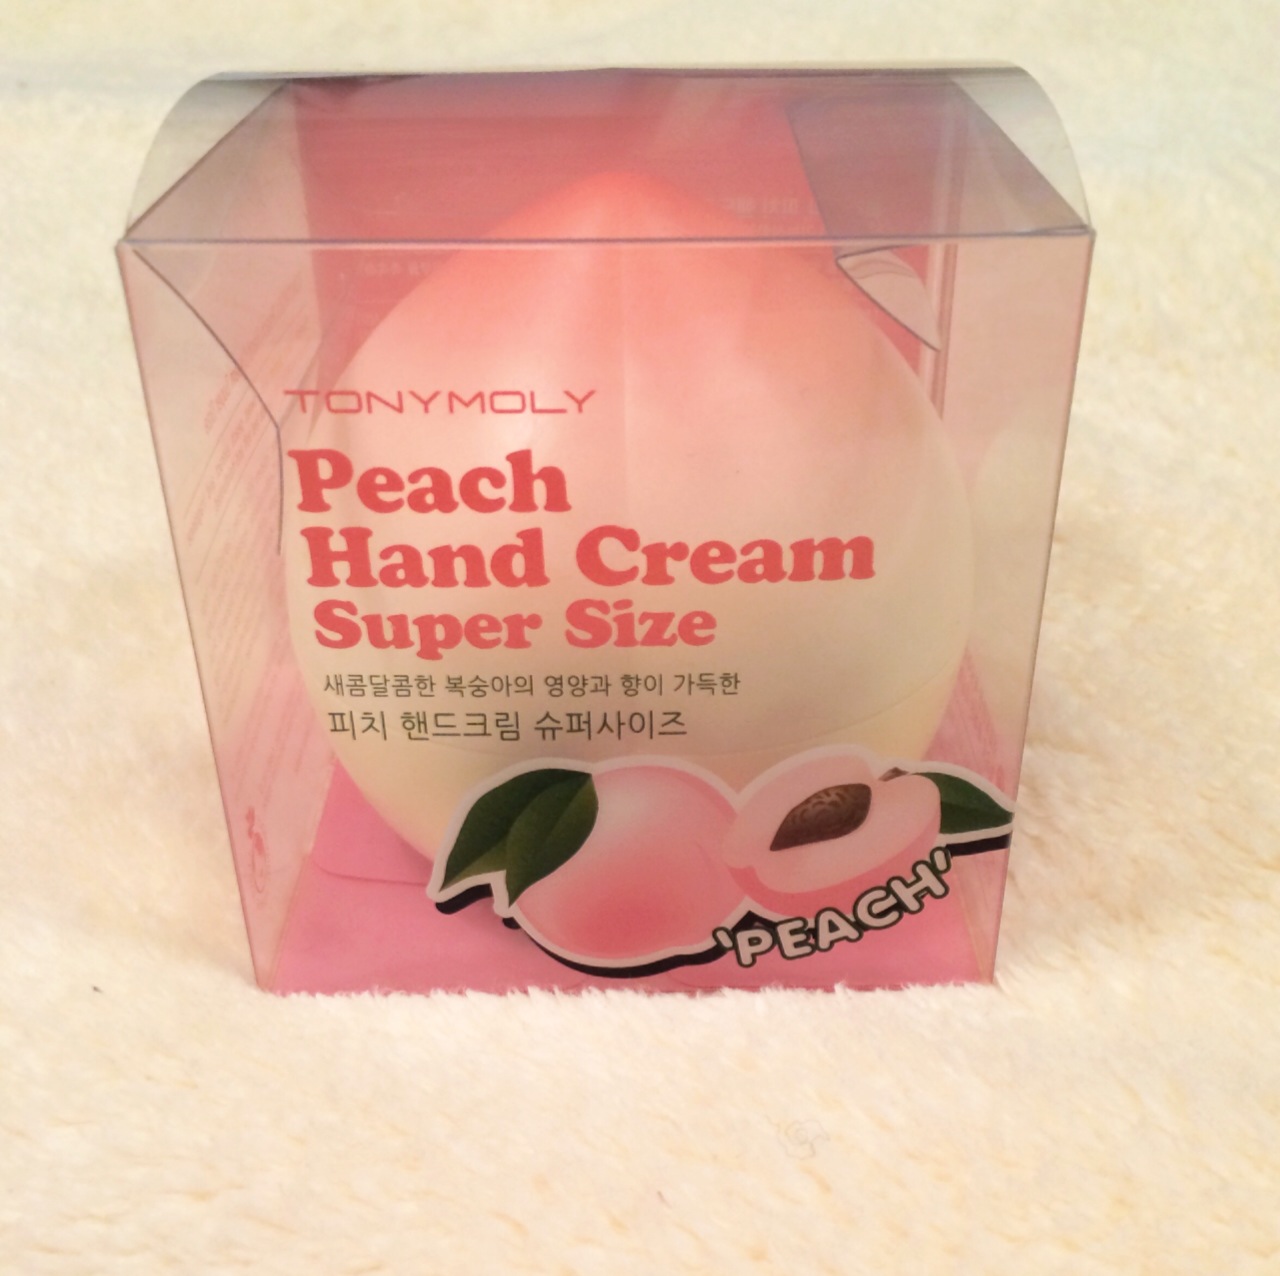 TONYMOLY
Peach
Hand Cream
Super Size
새콤달콤한 복숭아의 영양과 향이 가득한
피치 핸드크림 슈퍼사이즈
'PEACH'